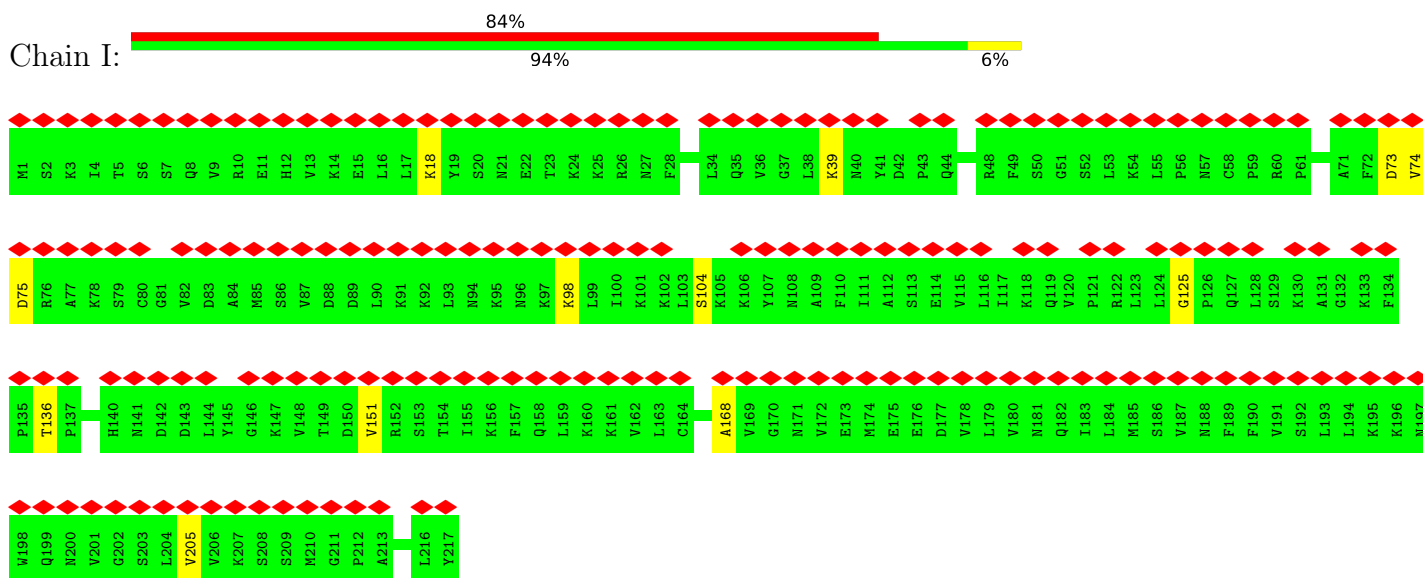 84%
Chain I:
94% 6%
M1 S2 K3 I4 T5 S6 S7 Q8 V9 R10 E11 H12 V13 K14 E15 L16 L17 K18 Y19 S20 N21 E22 T23 K24 K25 R26 N27 F28 L34 Q35 V36 G37 L38 K39 N40 Y41 D42 P43 Q44 R48 F49 S50 G51 S52 L53 K54 L55 P56 N57 C58 P59 R60 P61 A71 F72 D73 V74
D75 R76 A77 K78 S79 C80 G81 V82 D83 A84 M85 S86 V87 D88 D89 L90 K91 K92 L93 N94 K95 N96 K97 K98 L99 I100 K101 K102 L103 S104 K105 K106 Y107 N108 A109 F110 I111 A112 S113 E114 V115 L116 I117 K118 Q119 V120 P121 R122 L123 L124 G125 P126 Q127 L128 S129 K130 A131 G132 K133 F134
P135 T136 P137 H140 N141 D142 D143 L144 Y145 G146 K147 V148 T149 D150 V151 R152 S153 T154 I155 K156 F157 Q158 L159 K160 K161 V162 L163 C164 A168 V169 G170 N171 V172 E173 M174 E175 E176 D177 V178 L179 V180 N181 Q182 I183 L184 M185 S186 V187 N188 F189 F190 V191 S192 L193 L194 K195 K196 N197
W198 Q199 N200 V201 G202 S203 L204 V205 V206 K207 S208 S209 M210 G211 P212 A213 L216 Y217